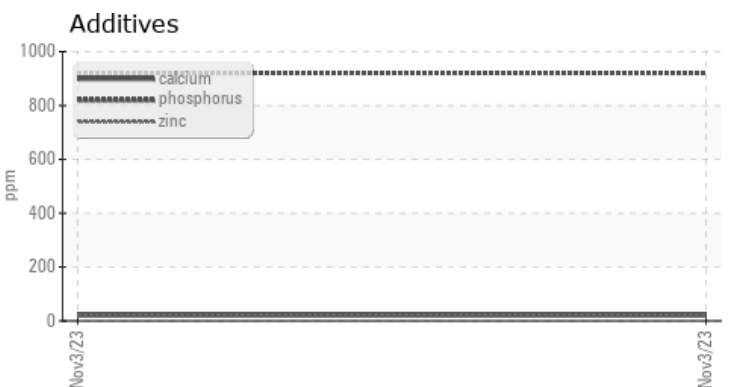 Additives
1000
800
600
400
200
0
ppm
calcium
phosphorus
zinc
Nov3/23
Nov3/23